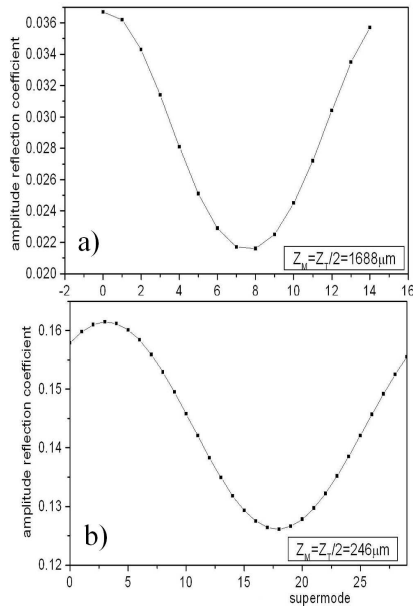 0.036
0.034
0.032
0.030
0.028
0.026
0.024
0.022
0.020
amplitude reflection coefficient
a)
Z_M=Z_T/2=1688μm
-2 0 2 4 6 8 10 12 14 16
0.16
0.15
0.14
0.13
0.12
amplitude reflection coefficient
b)
Z_M=Z_T/2=246μm
0 5 10 15 20 25
supermode